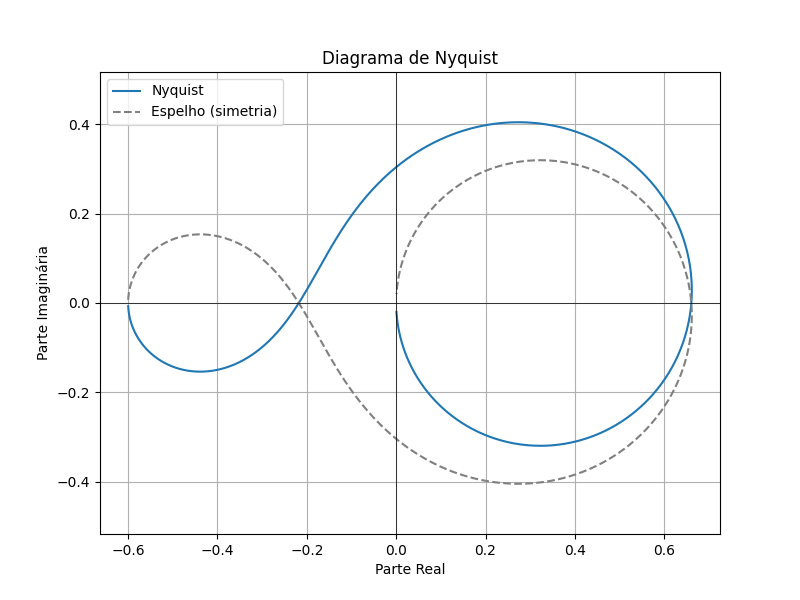 Diagrama de Nyquist
Nyquist
Espelho (simetria)
Parte Imaginária
0.4
0.2
0.0
−0.2
−0.4
−0.6
−0.4
−0.2
0.0
0.2
0.4
0.6
Parte Real